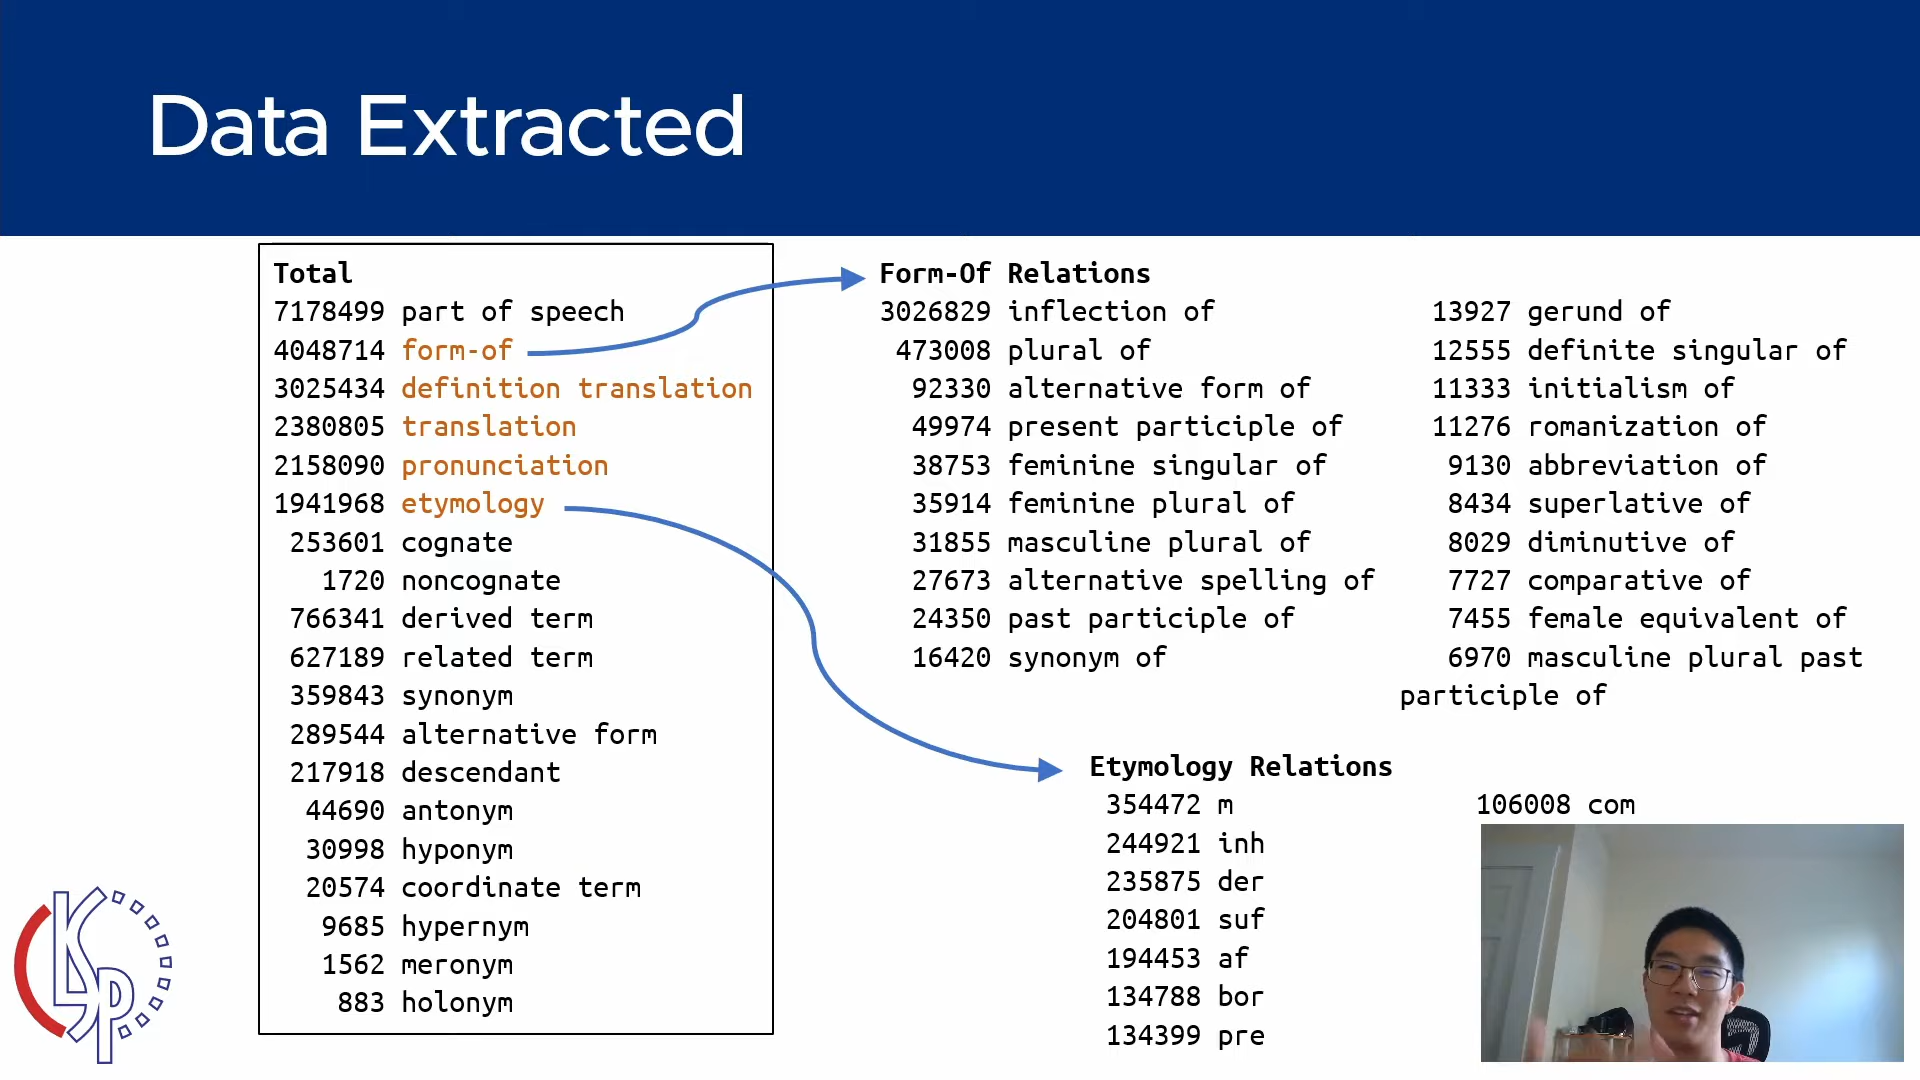 Data Extracted
Total
7178499 part of speech
4048714 form-of
3025434 definition translation
2380805 translation
2158090 pronunciation
1941968 etymology
253601 cognate
1720 noncognate
766341 derived term
627189 related term
359843 synonym
289544 alternative form
217918 descendant
44690 antonym
30998 hyponym
20574 coordinate term
9685 hypernym
1562 meronym
883 holonym
Form-Of Relations
3026829 inflection of
473008 plural of
92330 alternative form of
49974 present participle of
38753 feminine singular of
35914 feminine plural of
31855 masculine plural of
27673 alternative spelling of
24350 past participle of
16420 synonym of
13927 gerund of
12555 definite singular of
11333 initialism of
11276 romanization of
9130 abbreviation of
8434 superlative of
8029 diminutive of
7727 comparative of
7455 female equivalent of
6970 masculine plural past
participle of
Etymology Relations
354472 m
244921 inh
235875 der
204801 suf
194453 af
134788 bor
134399 pre
106008 com
LSP